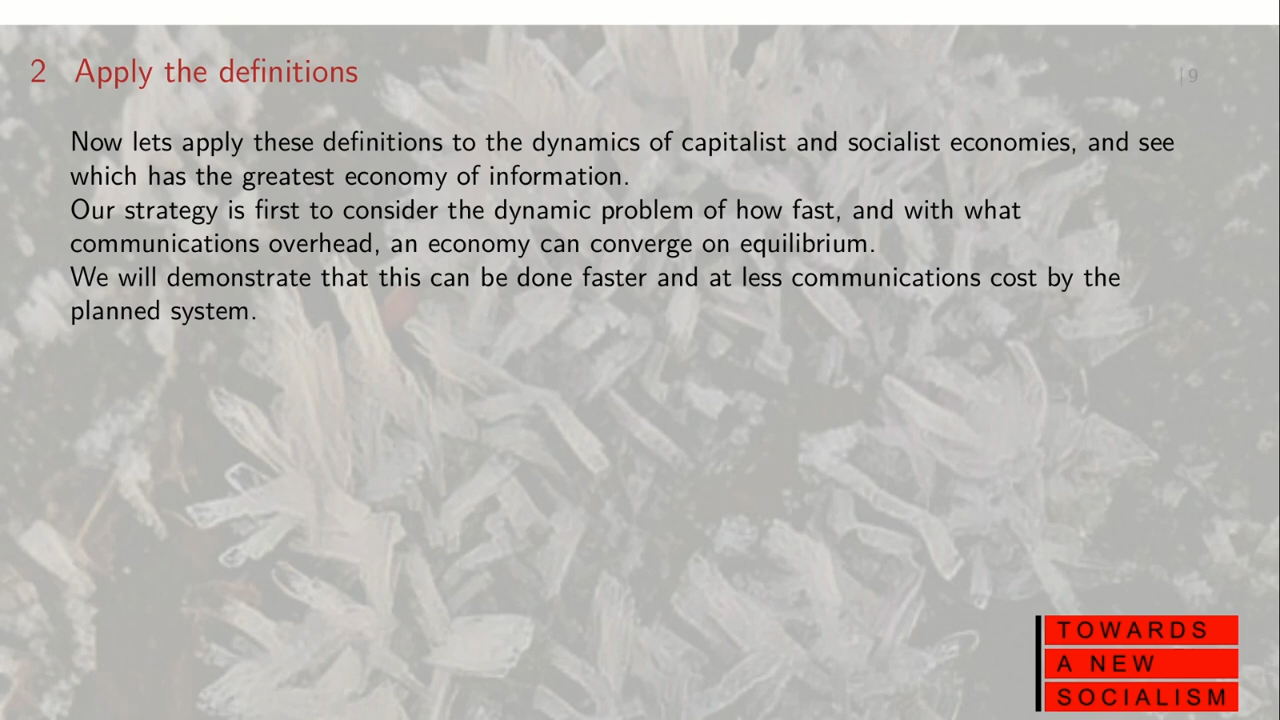 2 Apply the definitions
| 9
Now lets apply these definitions to the dynamics of capitalist and socialist economies, and see
which has the greatest economy of information.
Our strategy is first to consider the dynamic problem of how fast, and with what
communications overhead, an economy can converge on equilibrium.
We will demonstrate that this can be done faster and at less communications cost by the
planned system.
TOWARDS
A NEW
SOCIALISM